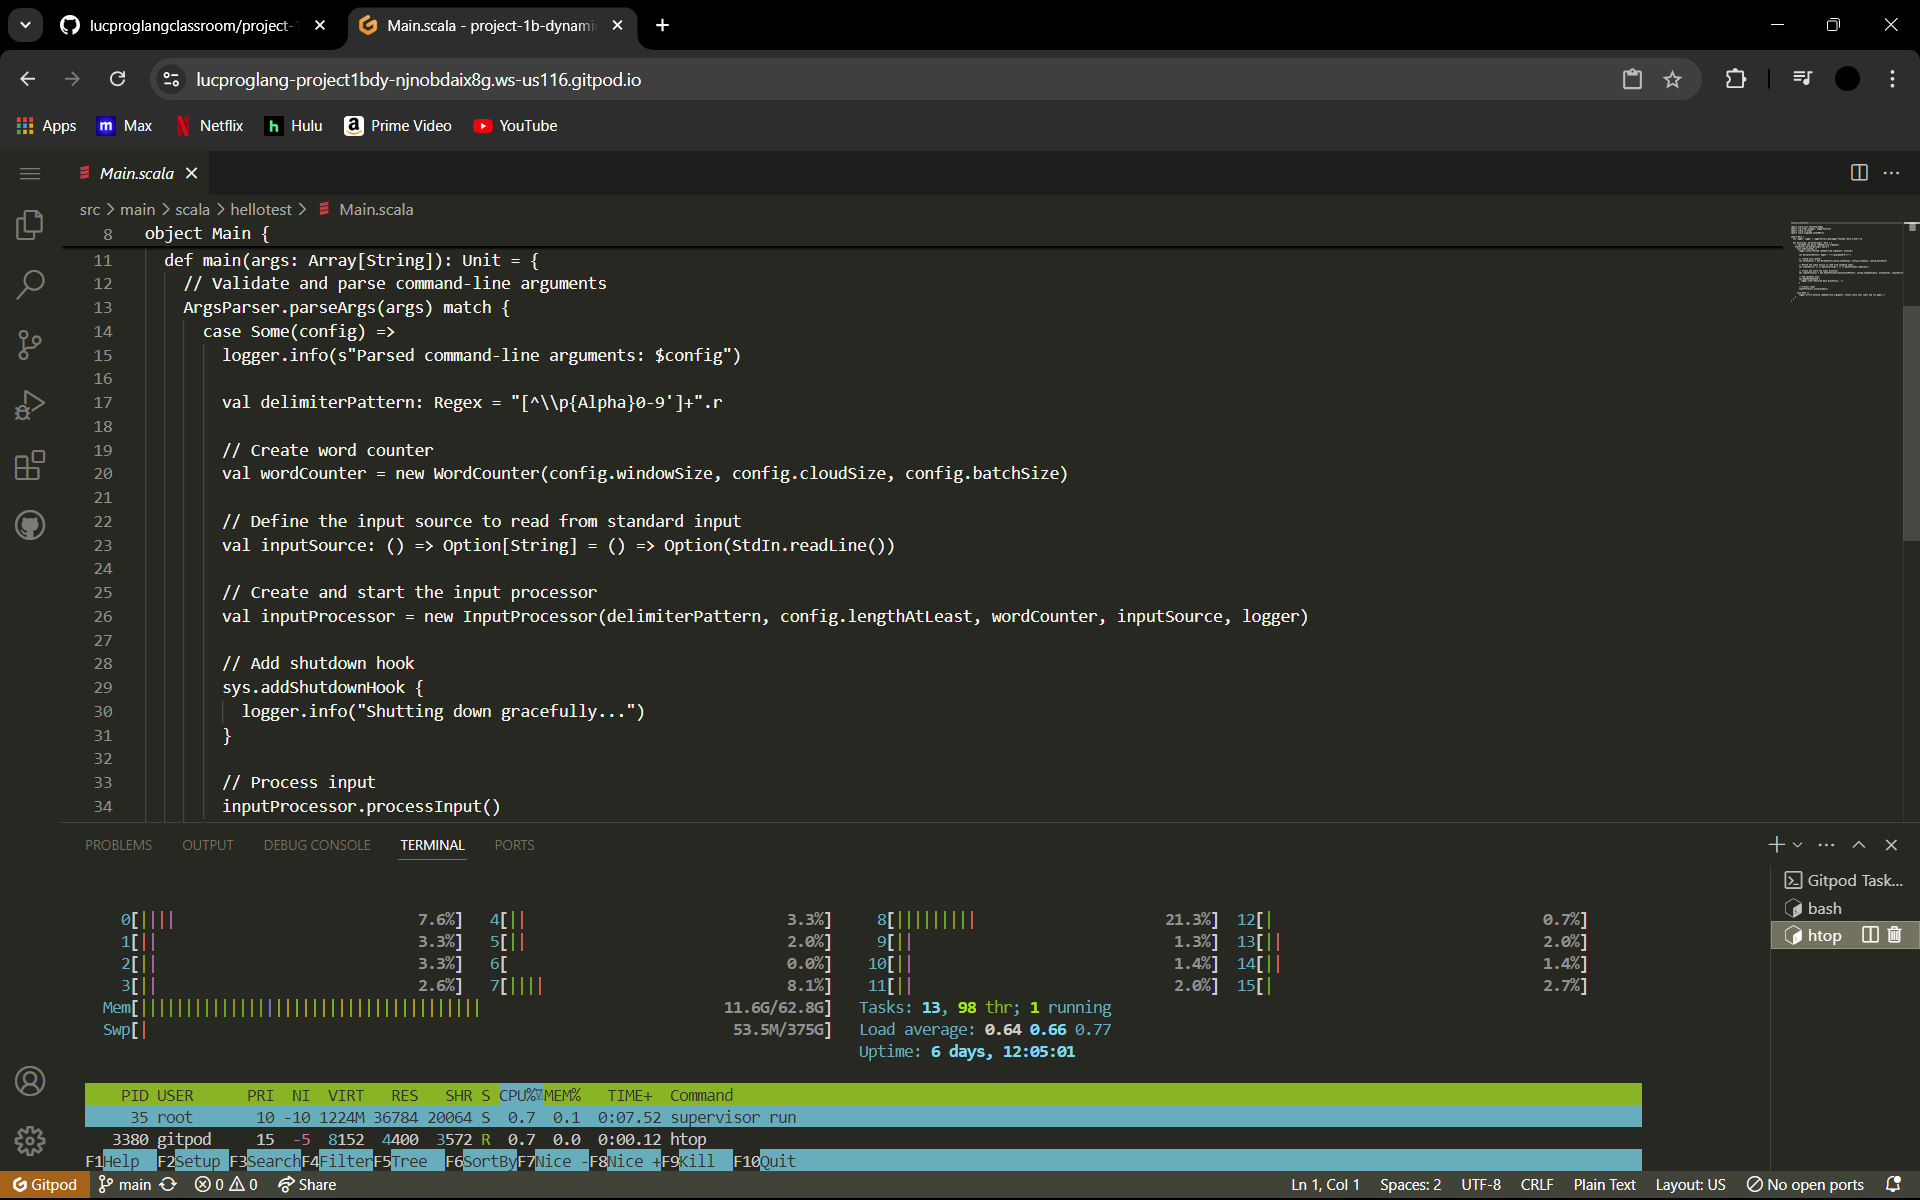 lucproglangclassroom/project-1
Main.scala - project-1b-dynami
lucproglang-project1bdy-njnobdaix8g.ws-us116.gitpod.io
Apps Max Netflix Hulu Prime Video YouTube
Main.scala
src > main > scala > hellotest > Main.scala
8 object Main {
11 def main(args: Array[String]): Unit = {
12 // Validate and parse command-line arguments
13 ArgsParser.parseArgs(args) match {
14 case Some(config) =>
15 logger.info(s"Parsed command-line arguments: $config")
16
17 val delimiterPattern: Regex = "[^\\p{Alpha}0-9']+".r
18
19 // Create word counter
20 val wordCounter = new WordCounter(config.windowSize, config.cloudSize, config.batchSize)
21
22 // Define the input source to read from standard input
23 val inputSource: () => Option[String] = () => Option(StdIn.readLine())
24
25 // Create and start the input processor
26 val inputProcessor = new InputProcessor(delimiterPattern, config.lengthAtLeast, wordCounter, inputSource, logger)
27
28 // Add shutdown hook
29 sys.addShutdownHook {
30 logger.info("Shutting down gracefully...")
31 }
32
33 // Process input
34 inputProcessor.processInput()
PROBLEMS OUTPUT DEBUG CONSOLE TERMINAL PORTS
Gitpod Task...
bash
htop
0[|||| 7.6%] 4[|| 3.3%] 8[||||||||| 21.3%] 12[| 0.7%]
1[|| 3.3%] 5[|| 2.0%] 9[|| 1.3%] 13[|| 2.0%]
2[|| 3.3%] 6[ 0.0%] 10[|| 1.4%] 14[|| 1.4%]
3[|| 2.6%] 7[|||| 8.1%] 11[|| 2.0%] 15[| 2.7%]
Mem[|||||||||||||||||||||||||||||||||||||| 11.6G/62.8G] Tasks: 13, 98 thr; 1 running
Swp[| 53.5M/375G] Load average: 0.64 0.66 0.77
Uptime: 6 days, 12:05:01
PID USER PRI NI VIRT RES SHR S CPU%▽MEM% TIME+ Command
35 root 10 -10 1224M 36784 20064 S 0.7 0.1 0:07.52 supervisor run
3380 gitpod 15 -5 8152 4400 3572 R 0.7 0.0 0:00.12 htop
F1Help F2Setup F3SearchF4FilterF5Tree F6SortByF7Nice -F8Nice +F9Kill F10Quit
Gitpod main 0 0 Share Ln 1, Col 1 Spaces: 2 UTF-8 CRLF Plain Text Layout: US No open ports